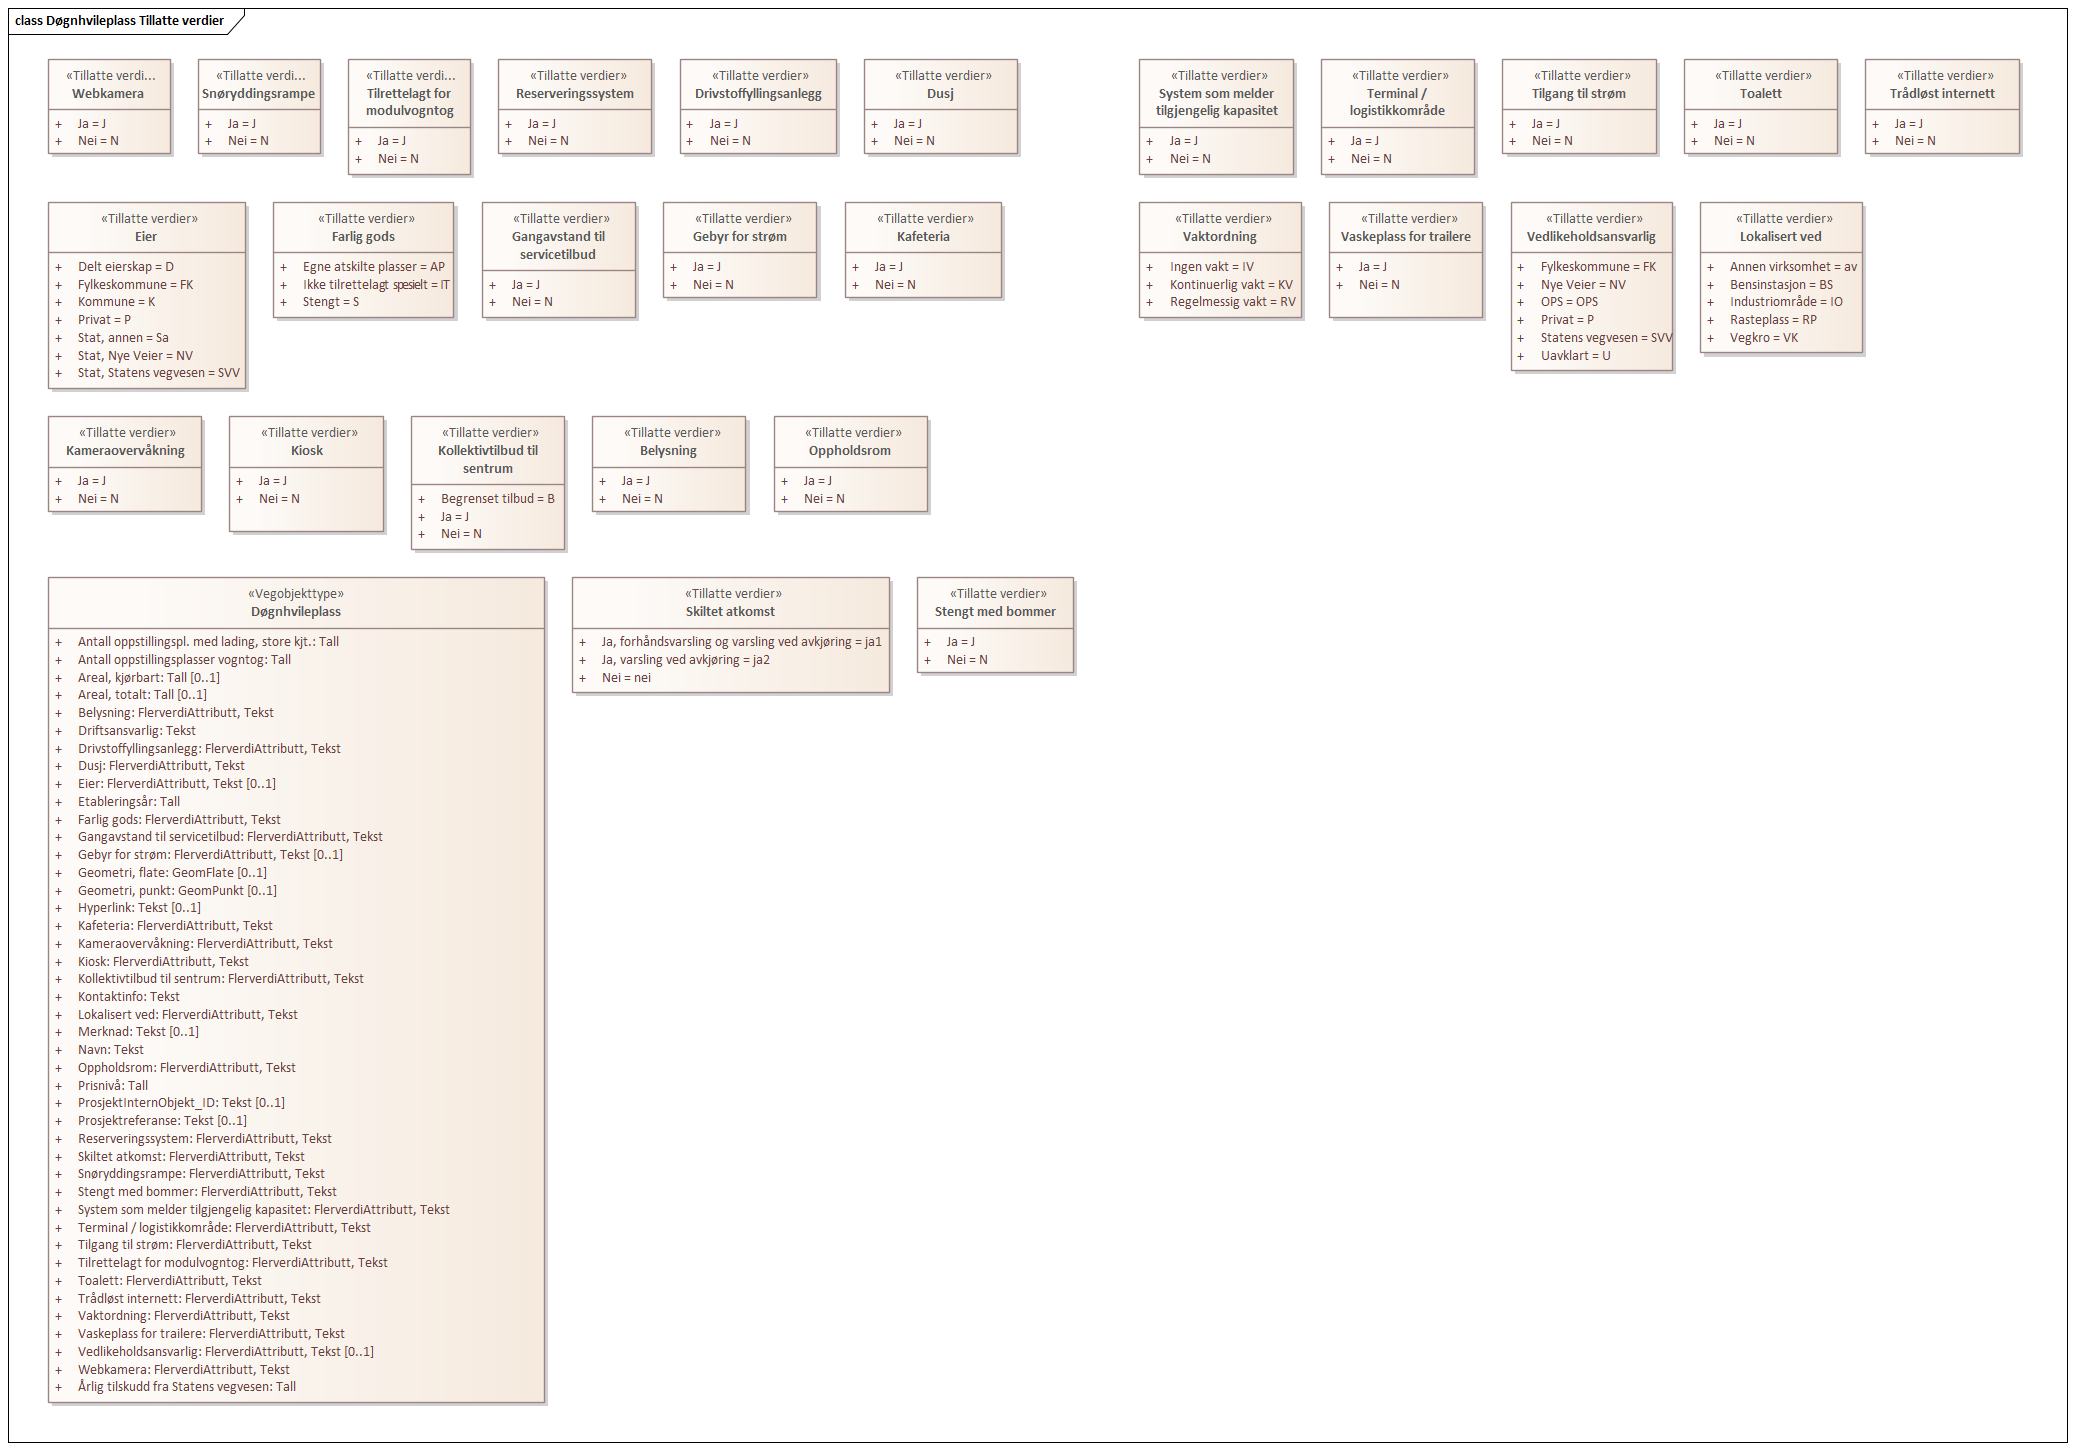 class Døgnhvileplass Tillatte verdier
«Tillatte verdi...
Webkamera
+ Ja = J
+ Nei = N
«Tillatte verdi...
Snøryddingsrampe
+ Ja = J
+ Nei = N
«Tillatte verdi...
Tilrettelagt for
modulvogntog
+ Ja = J
+ Nei = N
«Tillatte verdier»
Reserveringssystem
+ Ja = J
+ Nei = N
«Tillatte verdier»
Drivstoffyllingsanlegg
+ Ja = J
+ Nei = N
«Tillatte verdier»
Dusj
+ Ja = J
+ Nei = N
«Tillatte verdier»
System som melder
tilgjengelig kapasitet
+ Ja = J
+ Nei = N
«Tillatte verdier»
Terminal /
logistikkområde
+ Ja = J
+ Nei = N
«Tillatte verdier»
Tilgang til strøm
+ Ja = J
+ Nei = N
«Tillatte verdier»
Toalett
+ Ja = J
+ Nei = N
«Tillatte verdier»
Trådløst internett
+ Ja = J
+ Nei = N
«Tillatte verdier»
Eier
+ Delt eierskap = D
+ Fylkeskommune = FK
+ Kommune = K
+ Privat = P
+ Stat, annen = Sa
+ Stat, Nye Veier = NV
+ Stat, Statens vegvesen = SVV
«Tillatte verdier»
Farlig gods
+ Egne atskilte plasser = AP
+ Ikke tilrettelagt spesielt = IT
+ Stengt = S
«Tillatte verdier»
Gangavstand til
servicetilbud
+ Ja = J
+ Nei = N
«Tillatte verdier»
Gebyr for strøm
+ Ja = J
+ Nei = N
«Tillatte verdier»
Kafeteria
+ Ja = J
+ Nei = N
«Tillatte verdier»
Vaktordning
+ Ingen vakt = IV
+ Kontinuerlig vakt = KV
+ Regelmessig vakt = RV
«Tillatte verdier»
Vaskeplass for trailere
+ Ja = J
+ Nei = N
«Tillatte verdier»
Vedlikeholdsansvarlig
+ Fylkeskommune = FK
+ Nye Veier = NV
+ OPS = OPS
+ Privat = P
+ Statens vegvesen = SVV
+ Uavklart = U
«Tillatte verdier»
Lokalisert ved
+ Annen virksomhet = av
+ Bensinstasjon = BS
+ Industriområde = IO
+ Rasteplass = RP
+ Vegkro = VK
«Tillatte verdier»
Kameraovervåkning
+ Ja = J
+ Nei = N
«Tillatte verdier»
Kiosk
+ Ja = J
+ Nei = N
«Tillatte verdier»
Kollektivtilbud til
sentrum
+ Begrenset tilbud = B
+ Ja = J
+ Nei = N
«Tillatte verdier»
Belysning
+ Ja = J
+ Nei = N
«Tillatte verdier»
Oppholdsrom
+ Ja = J
+ Nei = N
«Vegobjekttype»
Døgnhvileplass
+ Antall oppstillingspl. med lading, store kjt.: Tall
+ Antall oppstillingsplasser vogntog: Tall
+ Areal, kjørbart: Tall [0..1]
+ Areal, totalt: Tall [0..1]
+ Belysning: FlerverdiAttributt, Tekst
+ Driftsansvarlig: Tekst
+ Drivstoffyllingsanlegg: FlerverdiAttributt, Tekst
+ Dusj: FlerverdiAttributt, Tekst
+ Eier: FlerverdiAttributt, Tekst [0..1]
+ Etableringsår: Tall
+ Farlig gods: FlerverdiAttributt, Tekst
+ Gangavstand til servicetilbud: FlerverdiAttributt, Tekst
+ Gebyr for strøm: FlerverdiAttributt, Tekst [0..1]
+ Geometri, flate: GeomFlate [0..1]
+ Geometri, punkt: GeomPunkt [0..1]
+ Hyperlink: Tekst [0..1]
+ Kafeteria: FlerverdiAttributt, Tekst
+ Kameraovervåkning: FlerverdiAttributt, Tekst
+ Kiosk: FlerverdiAttributt, Tekst
+ Kollektivtilbud til sentrum: FlerverdiAttributt, Tekst
+ Kontaktinfo: Tekst
+ Lokalisert ved: FlerverdiAttributt, Tekst
+ Merknad: Tekst [0..1]
+ Navn: Tekst
+ Oppholdsrom: FlerverdiAttributt, Tekst
+ Prisnivå: Tall
+ ProsjektInternObjekt_ID: Tekst [0..1]
+ Prosjektreferanse: Tekst [0..1]
+ Reserveringssystem: FlerverdiAttributt, Tekst
+ Skiltet atkomst: FlerverdiAttributt, Tekst
+ Snøryddingsrampe: FlerverdiAttributt, Tekst
+ Stengt med bommer: FlerverdiAttributt, Tekst
+ System som melder tilgjengelig kapasitet: FlerverdiAttributt, Tekst
+ Terminal / logistikkområde: FlerverdiAttributt, Tekst
+ Tilgang til strøm: FlerverdiAttributt, Tekst
+ Tilrettelagt for modulvogntog: FlerverdiAttributt, Tekst
+ Toalett: FlerverdiAttributt, Tekst
+ Trådløst internett: FlerverdiAttributt, Tekst
+ Vaktordning: FlerverdiAttributt, Tekst
+ Vaskeplass for trailere: FlerverdiAttributt, Tekst
+ Vedlikeholdsansvarlig: FlerverdiAttributt, Tekst [0..1]
+ Webkamera: FlerverdiAttributt, Tekst
+ Årlig tilskudd fra Statens vegvesen: Tall
«Tillatte verdier»
Skiltet atkomst
+ Ja, forhåndsvarsling og varsling ved avkjøring = ja1
+ Ja, varsling ved avkjøring = ja2
+ Nei = nei
«Tillatte verdier»
Stengt med bommer
+ Ja = J
+ Nei = N